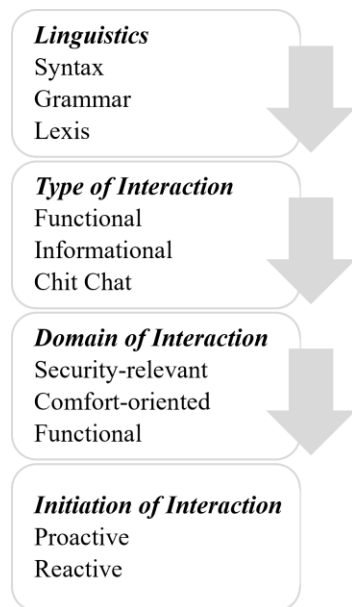 Linguistics
Syntax
Grammar
Lexis
Type of Interaction
Functional
Informational
Chit Chat
Domain of Interaction
Security-relevant
Comfort-oriented
Functional
Initiation of Interaction
Proactive
Reactive